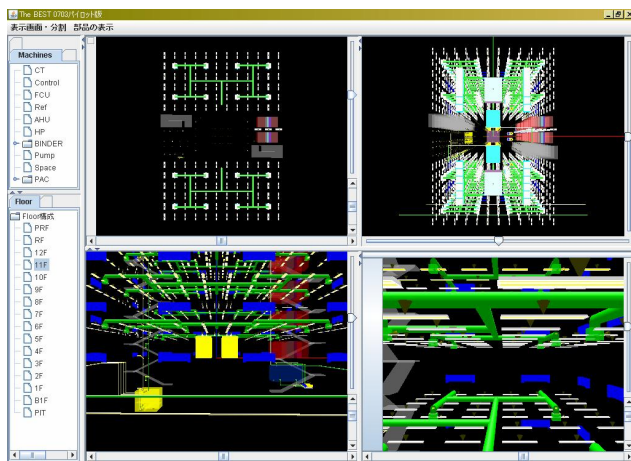 The BEST 0703パイロット版
表示画面・分割 部品の表示
Machines
CT
Control
FCU
Ref
AHU
HP
BINDER
Pump
Space
PAC
Floor
Floor構成
PRF
RF
12F
11F
10F
9F
8F
7F
6F
5F
4F
3F
2F
1F
B1F
PIT